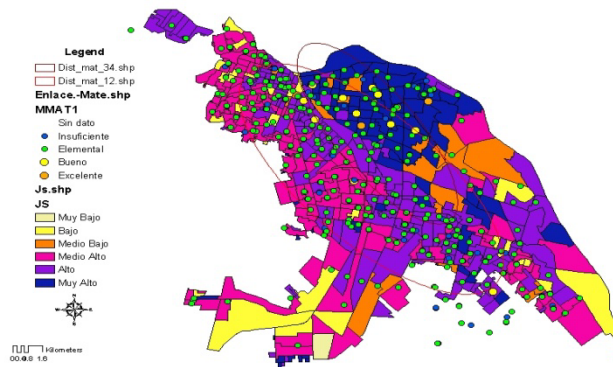 Legend
Dist_mat_34.shp
Dist_mat_12.shp
Enlace.-Mate.shp
MMAT1
Sin dato
Insuficiente
Elemental
Bueno
Excelente
Js.shp
JS
Muy Bajo
Bajo
Medio Bajo
Medio Alto
Alto
Muy Alto
Kilometers